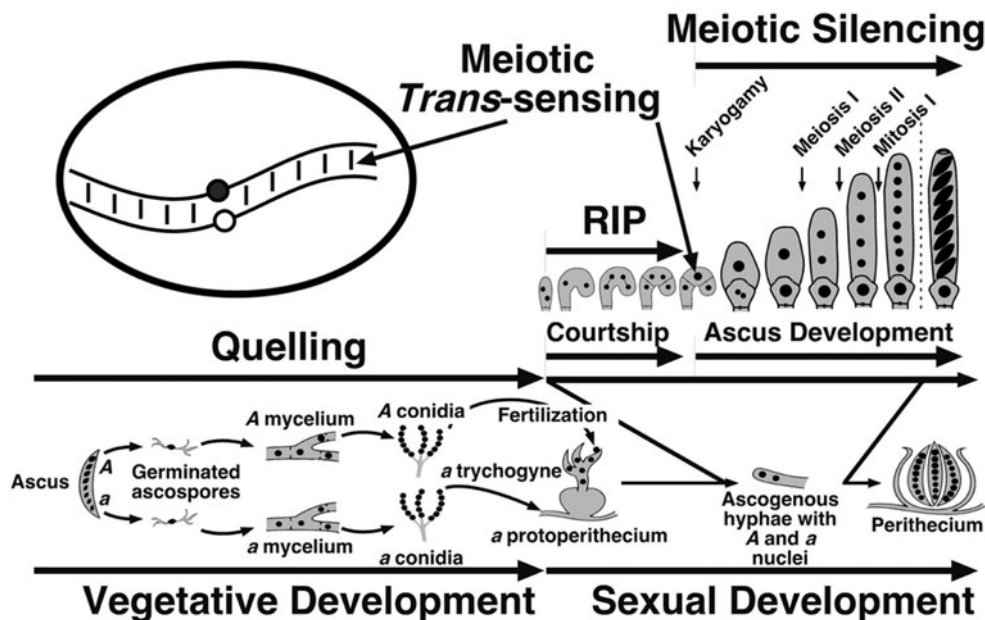 Meiotic Silencing
Meiotic
Trans-sensing
Karyogamy
Meiosis I
Meiosis II
Mitosis I
RIP
Courtship
Ascus Development
Quelling
A mycelium
A conidia
Fertilization
Ascus
A
a
Germinated
ascospores
a trychogyne
a mycelium
a conidia
a protoperithecium
Ascogenous
hyphae with
A and a
nuclei
Perithecium
Vegetative Development
Sexual Development